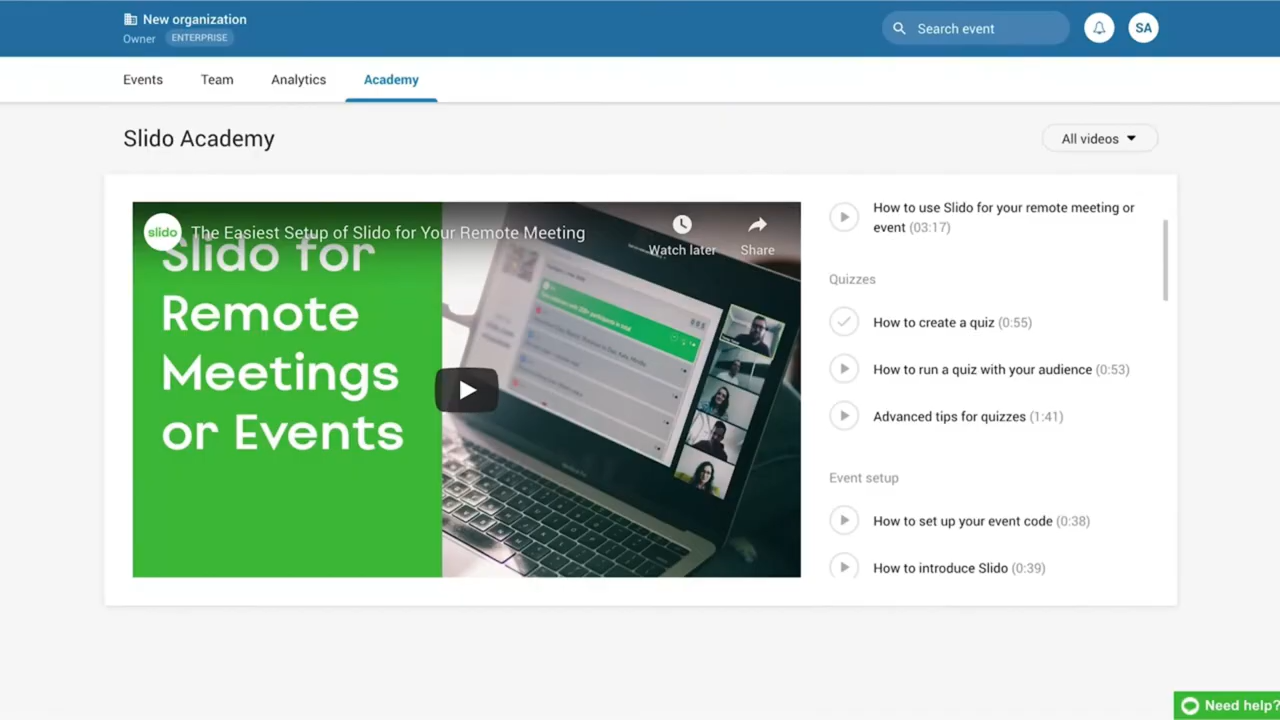 New organization
Owner ENTERPRISE
Search event
SA
Events Team Analytics Academy
Slido Academy
All videos
slido The Easiest Setup of Slido for Your Remote Meeting
Watch later Share
Slido for
Remote
Meetings
or Events
How to use Slido for your remote meeting or
event (03:17)
Quizzes
How to create a quiz (0:55)
How to run a quiz with your audience (0:53)
Advanced tips for quizzes (1:41)
Event setup
How to set up your event code (0:38)
How to introduce Slido (0:39)
Need help?